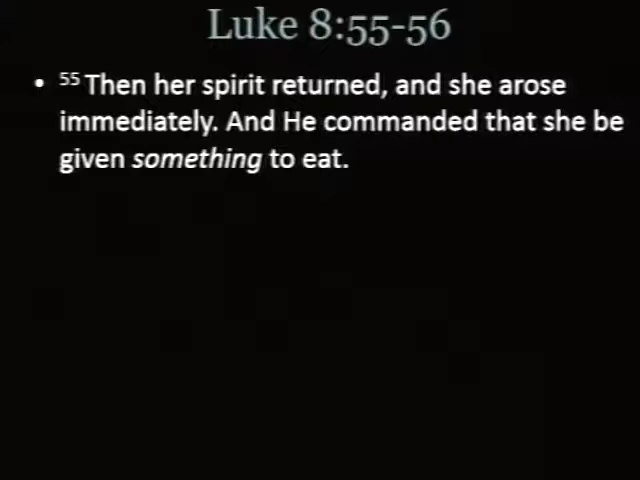 Luke 8:55-56
• 55 Then her spirit returned, and she arose
immediately. And He commanded that she be
given something to eat.